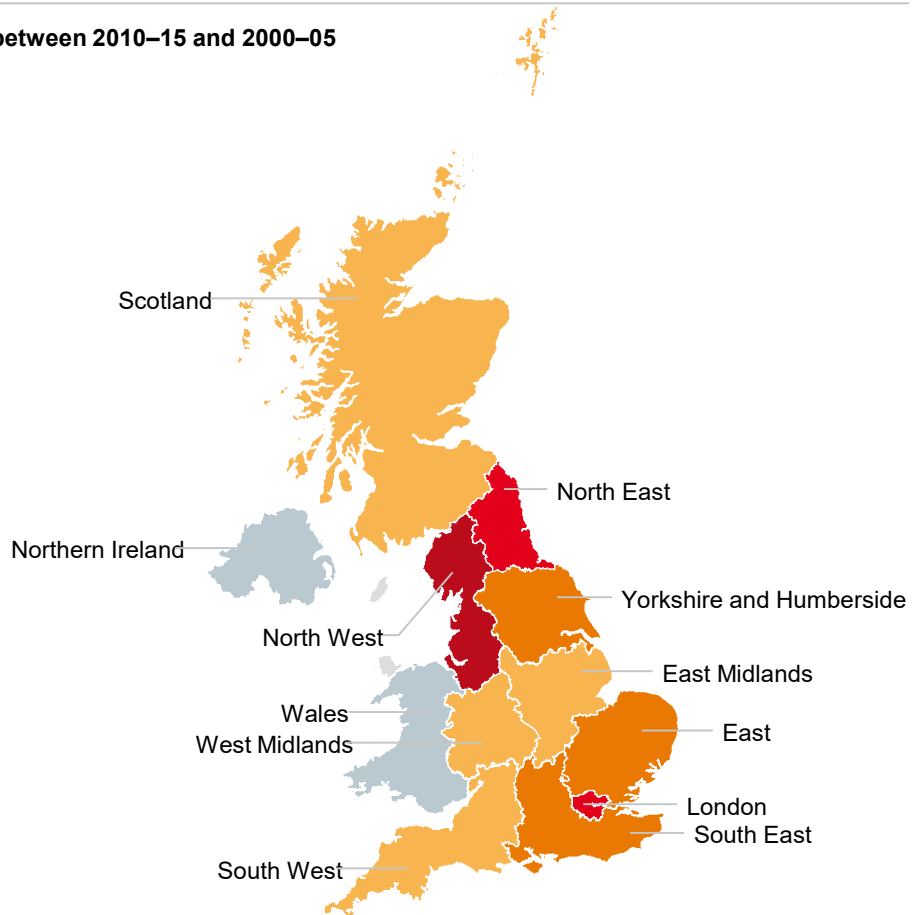 between 2010–15 and 2000–05
Scotland
North East
Northern Ireland
Yorkshire and Humberside
North West
East Midlands
Wales
East
West Midlands
London
South East
South West